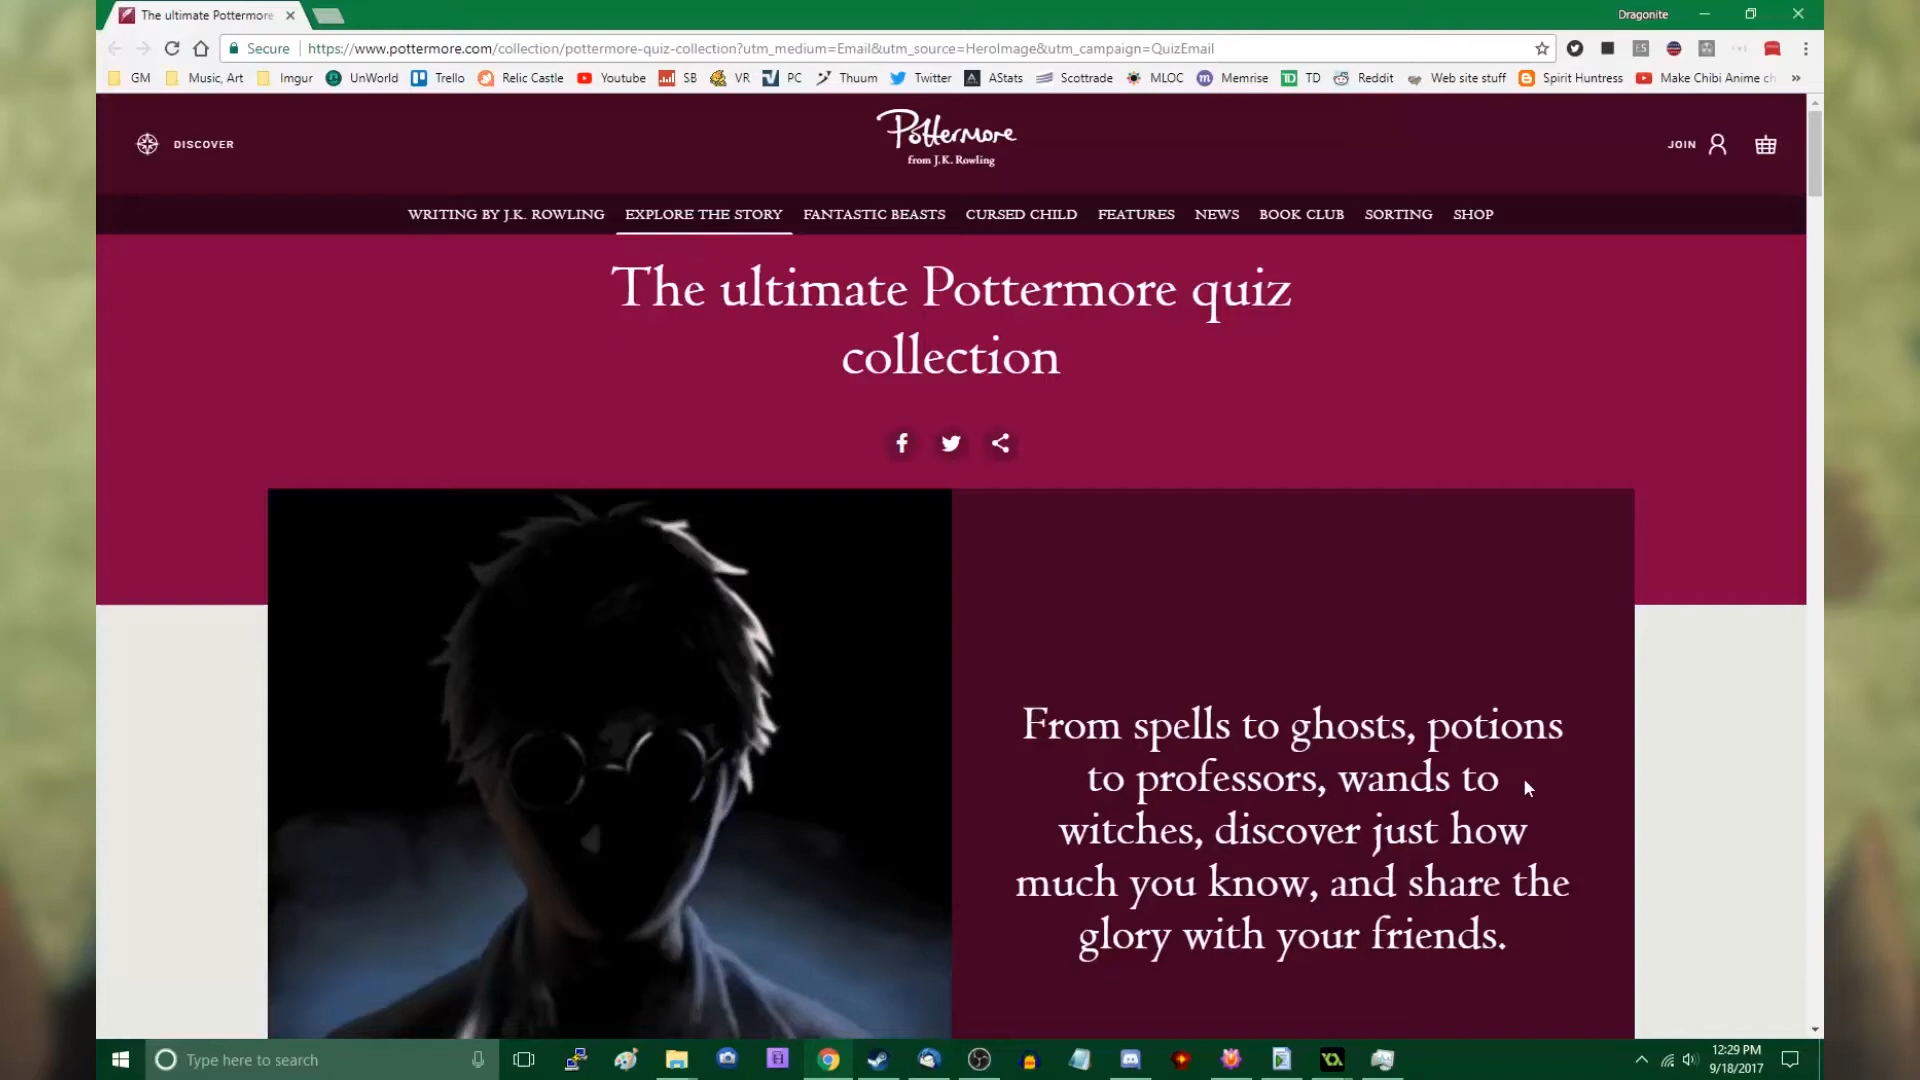 The ultimate Pottermore
Dragonite
Secure
https://www.pottermore.com/collection/pottermore-quiz-collection?utm_medium=Email&utm_source=HeroImage&utm_campaign=QuizEmail
GM Music, Art Imgur UnWorld Trello Relic Castle Youtube SB VR PC Thuum Twitter AStats Scottrade MLOC Memrise TD Reddit Web site stuff Spirit Huntress Make Chibi Anime ch »
DISCOVER
Pottermore
from J.K. Rowling
JOIN
WRITING BY J.K. ROWLING EXPLORE THE STORY FANTASTIC BEASTS CURSED CHILD FEATURES NEWS BOOK CLUB SORTING SHOP
The ultimate Pottermore quiz
collection
From spells to ghosts, potions
to professors, wands to
witches, discover just how
much you know, and share the
glory with your friends.
Type here to search
12:29 PM
9/18/2017